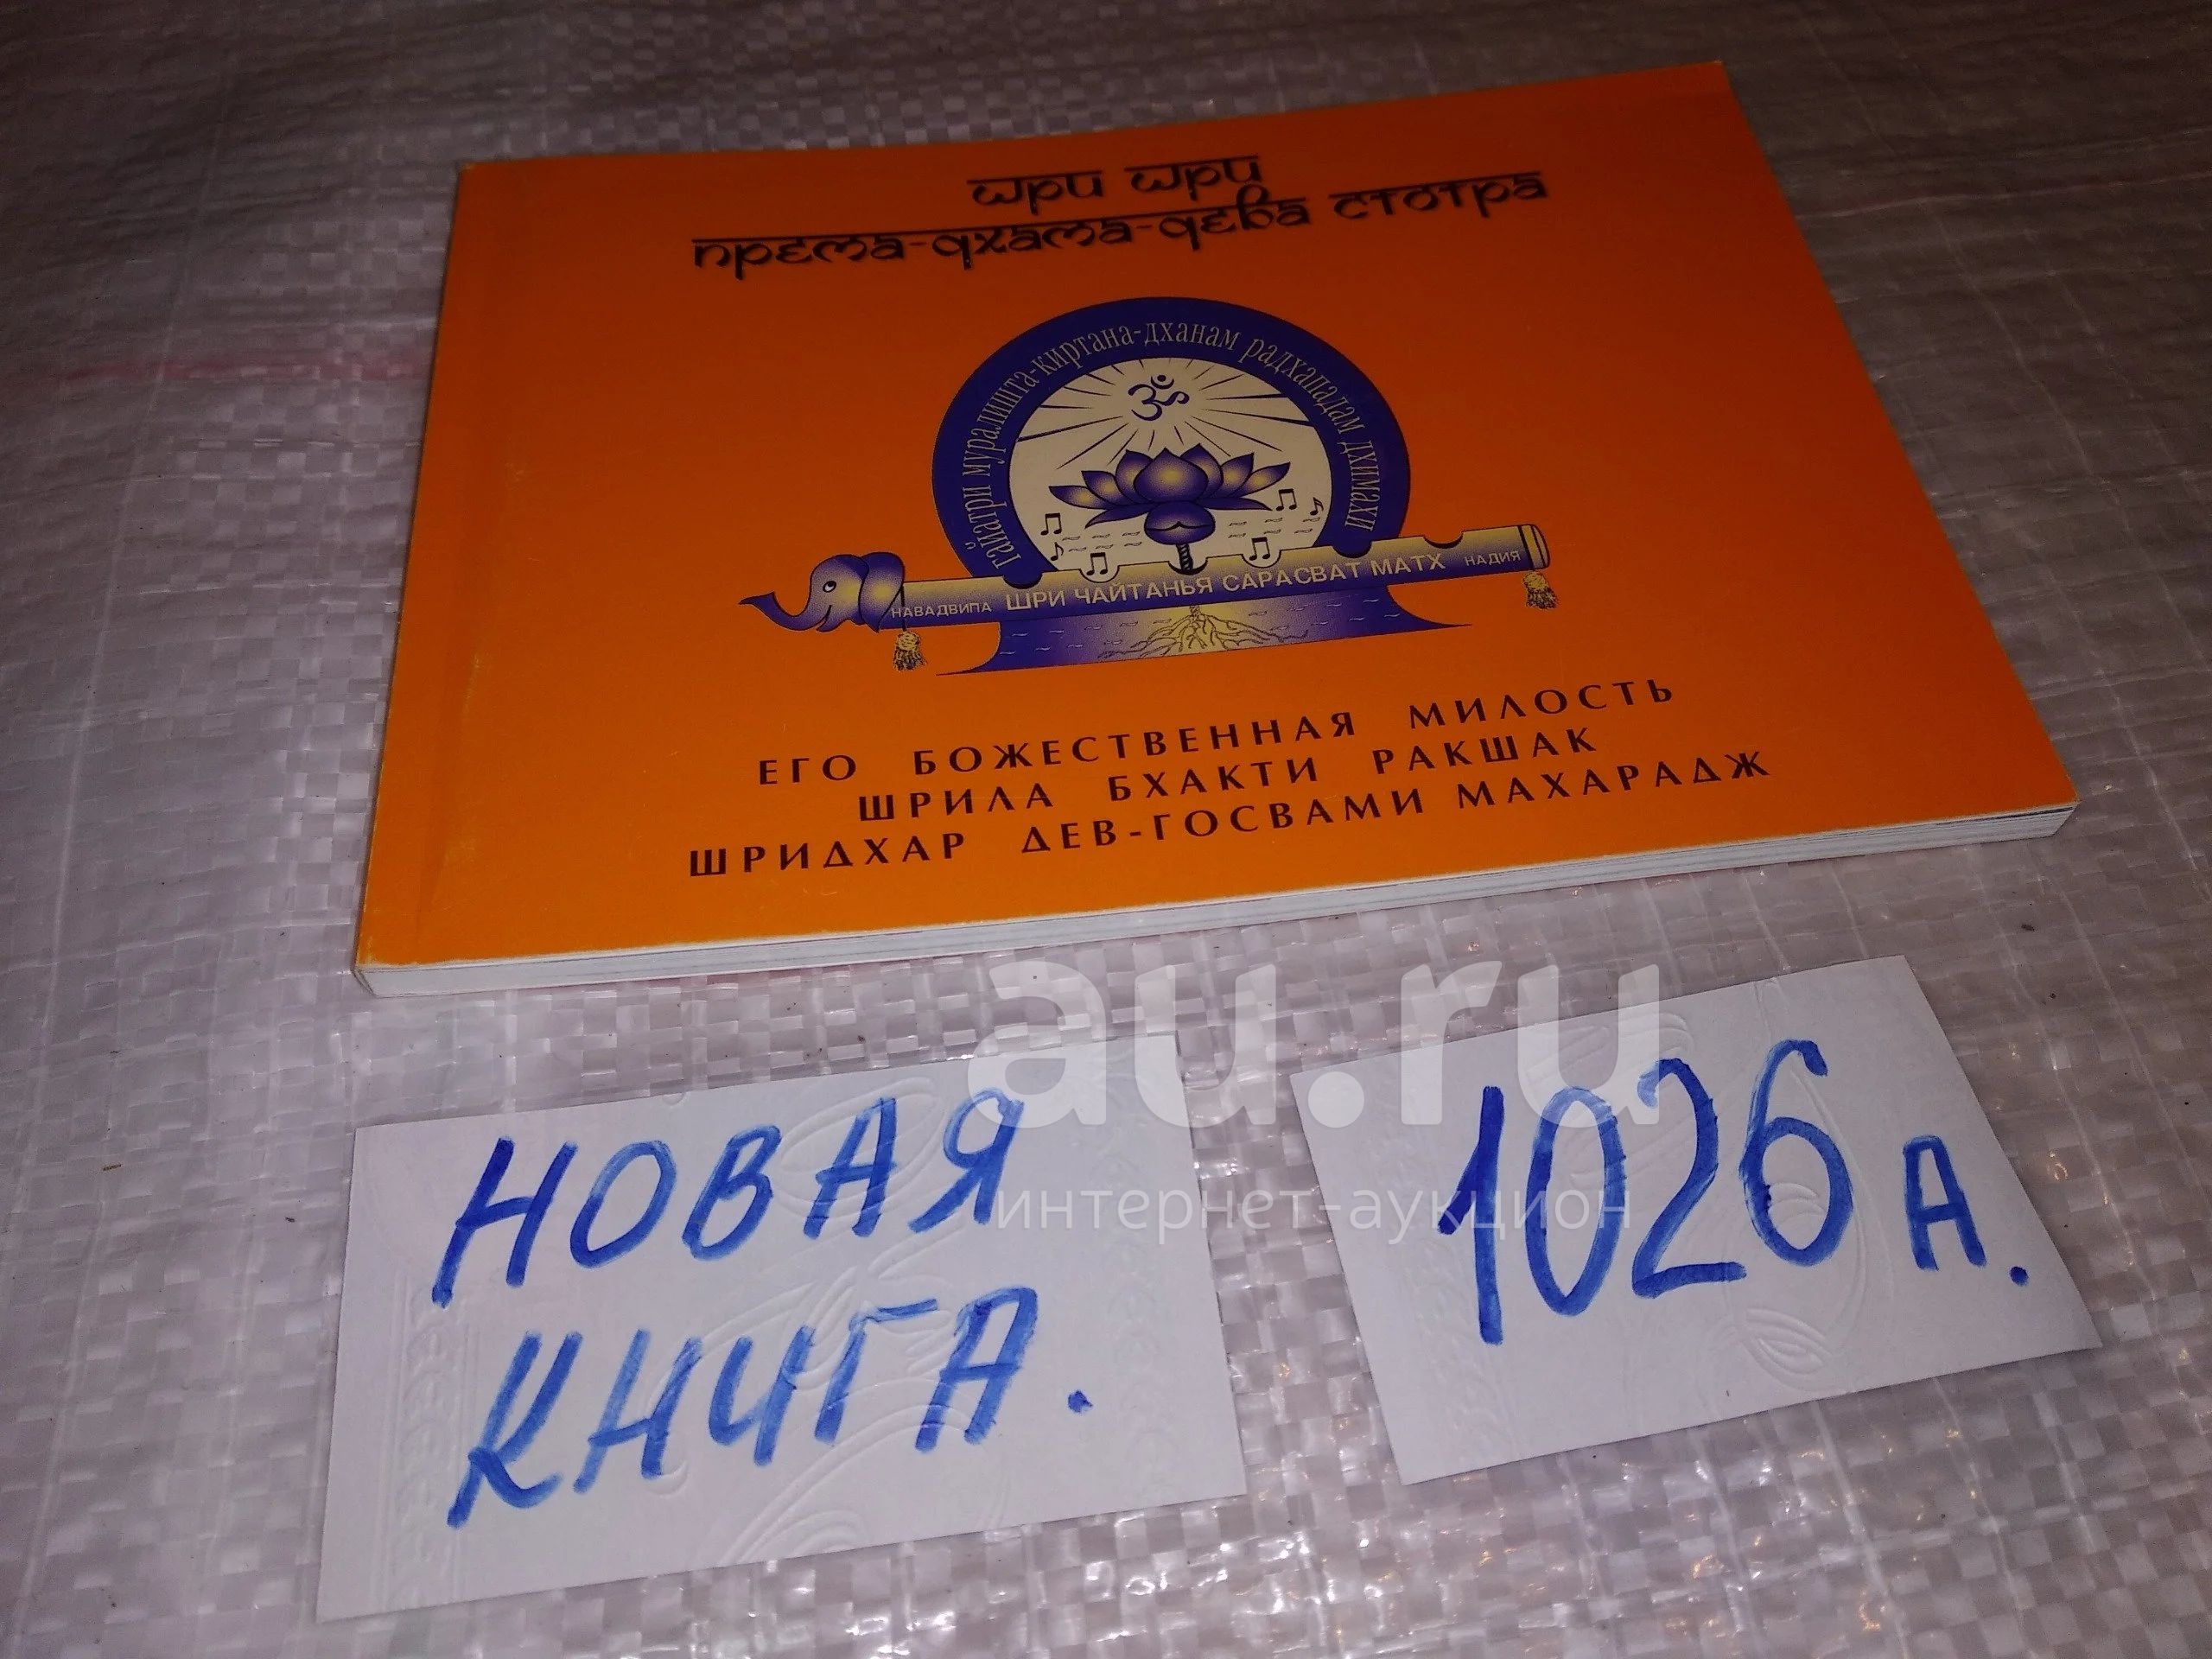 шри шри
према-дхама-дева стотра
гайатри муралишта-киртана-дханам радхападам дхимахи
НАВАДВИПА ШРИ ЧАЙТАНЬЯ САРАСВАТ МАТХ НАДИЯ
ЕГО БОЖЕСТВЕННАЯ МИЛОСТЬ
ШРИЛА БХАКТИ РАКШАК
ШРИДХАР ДЕВ-ГОСВАМИ МАХАРАДЖ
au.ru
интернет-аукцион
НОВАЯ
КНИГА.
1026 А.